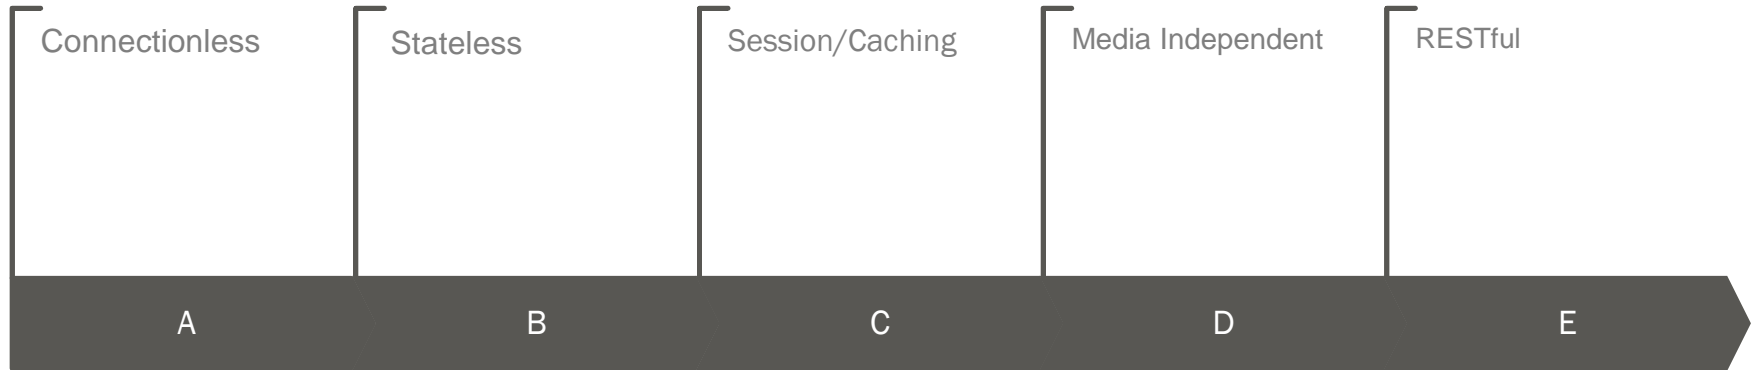 Connectionless
Stateless
Session/Caching
Media Independent
RESTful
A
B
C
D
E